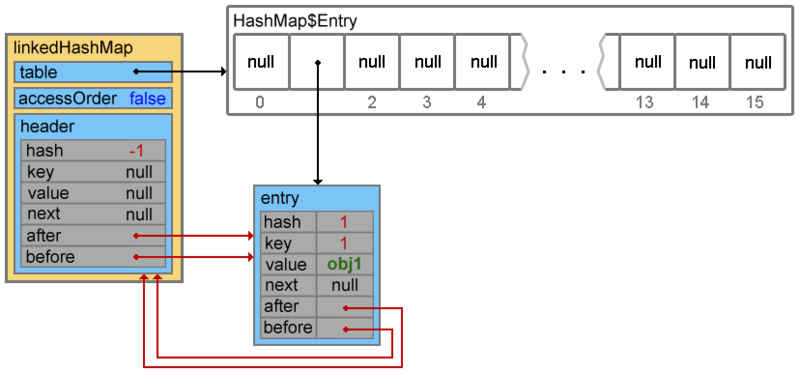 HashMap$Entry
linkedHashMap
table
accessOrder false
header
hash -1
key null
value null
next null
after
before
null null null null . . . null null null
0 2 3 4 13 14 15
entry
hash 1
key 1
value obj1
next null
after
before